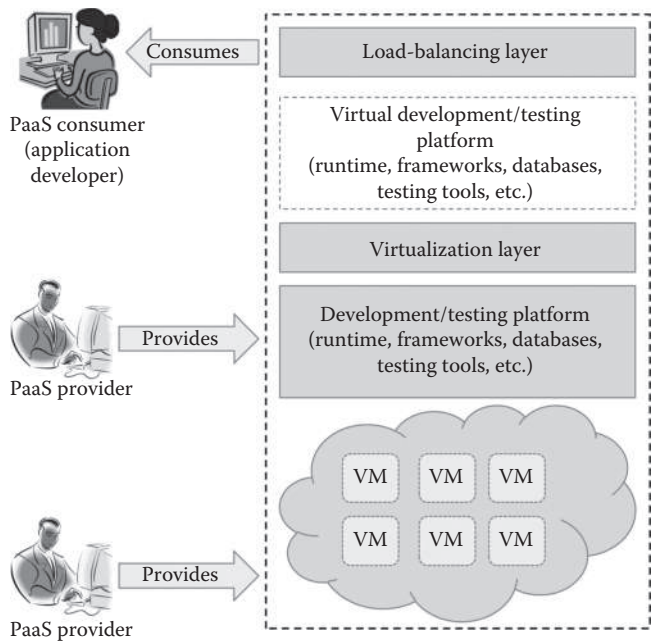 Consumes
Load-balancing layer
PaaS consumer
(application
developer)
Virtual development/testing
platform
(runtime, frameworks, databases,
testing tools, etc.)
Virtualization layer
Development/testing platform
(runtime, frameworks, databases,
testing tools, etc.)
Provides
PaaS provider
VM VM VM
VM VM VM
Provides
PaaS provider